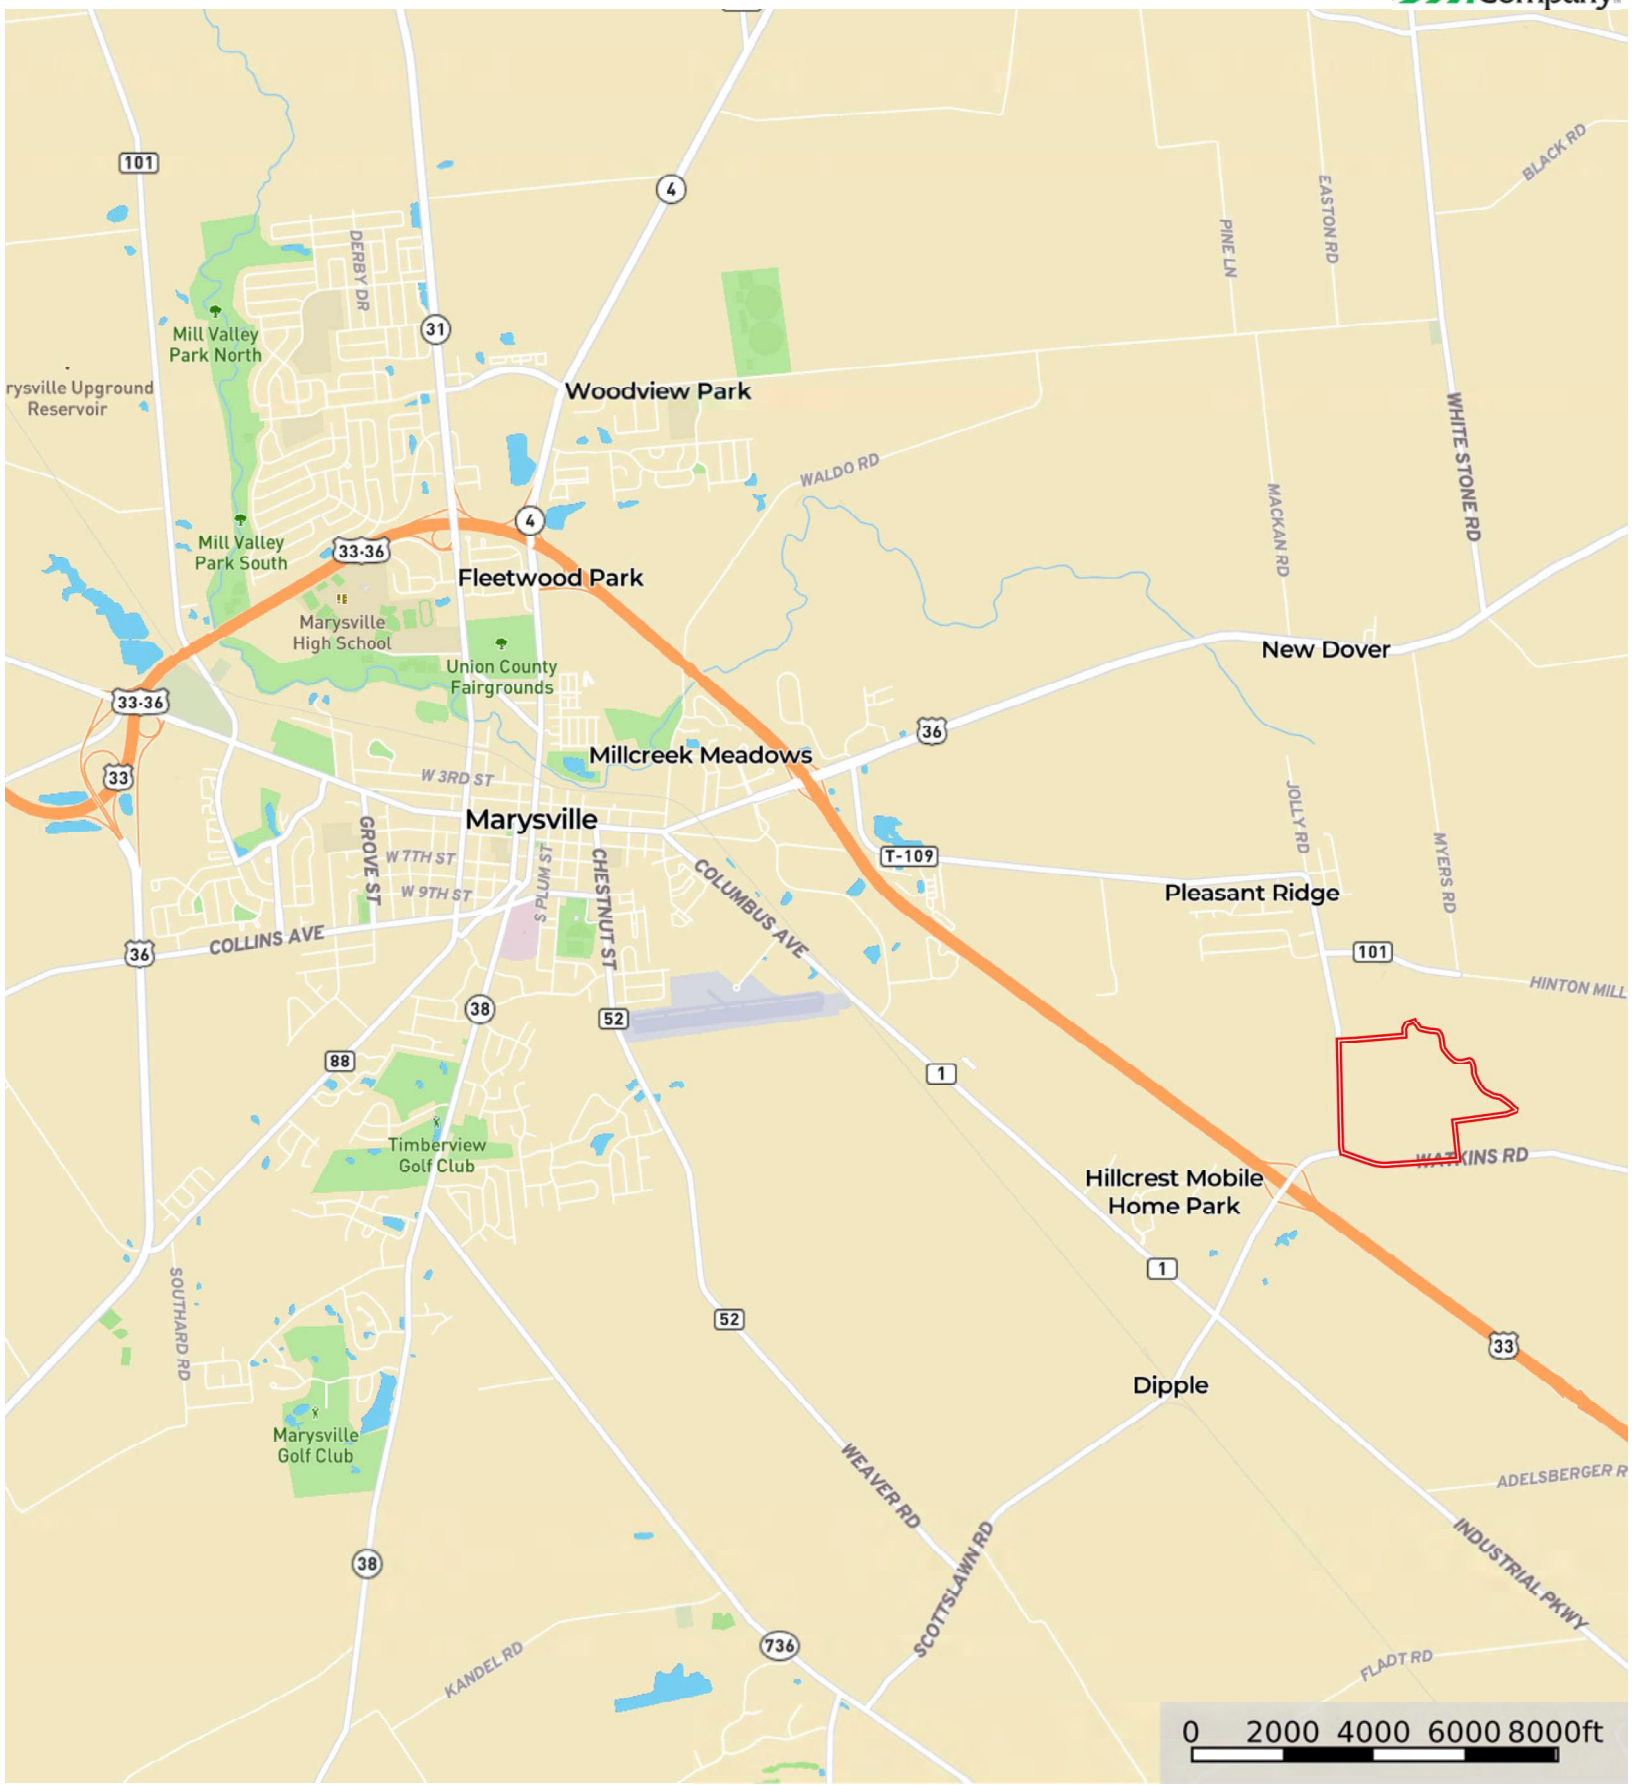 Company
101
4
DERBY DR
PINE LN
EASTON RD
BLACK RD
Mill Valley
Park North
31
rysville Upground
Reservoir
Woodview Park
WHITE STONE RD
WALDO RD
MACKAN RD
4
Mill Valley
Park South
33-36
Fleetwood Park
Marysville
High School
Union County
Fairgrounds
New Dover
33-36
36
Millcreek Meadows
33
W 3RD ST
JOLLY RD
Marysville
GROVE ST
W 7TH ST
W 9TH ST
S PLUM ST
CHESTNUT ST
COLUMBUS AVE
T-109
MYERS RD
Pleasant Ridge
COLLINS AVE
36
101
HINTON MILL
38
52
88
1
Timberview
Golf Club
WATKINS RD
Hillcrest Mobile
Home Park
1
SOUTHARD RD
52
33
Dipple
Marysville
Golf Club
WEAVER RD
ADELSBERGER R
SCOTTSLAWN RD
INDUSTRIAL PKWY
38
736
KANDEL RD
FLADT RD
0 2000 4000 6000 8000ft